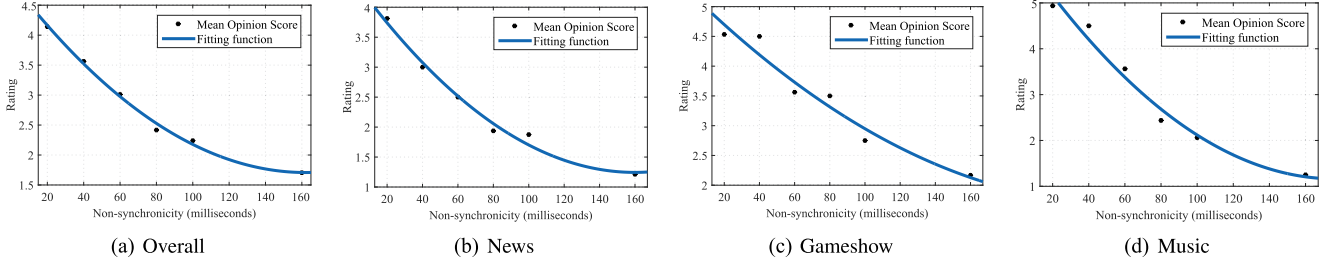 4.5
4
3.5
3
2.5
2
1.5
Rating
20 40 60 80 100 120 140 160
Non-synchronicity (milliseconds)
Mean Opinion Score
Fitting function
(a) Overall
4
3.5
3
2.5
2
1.5
1
Rating
20 40 60 80 100 120 140 160
Non-synchronicity (milliseconds)
Mean Opinion Score
Fitting function
(b) News
5
4.5
4
3.5
3
2.5
2
Rating
20 40 60 80 100 120 140 160
Non-synchronicity (milliseconds)
Mean Opinion Score
Fitting function
(c) Gameshow
5
4
3
2
1
Rating
20 40 60 80 100 120 140 160
Non-synchronicity (milliseconds)
Mean Opinion Score
Fitting function
(d) Music